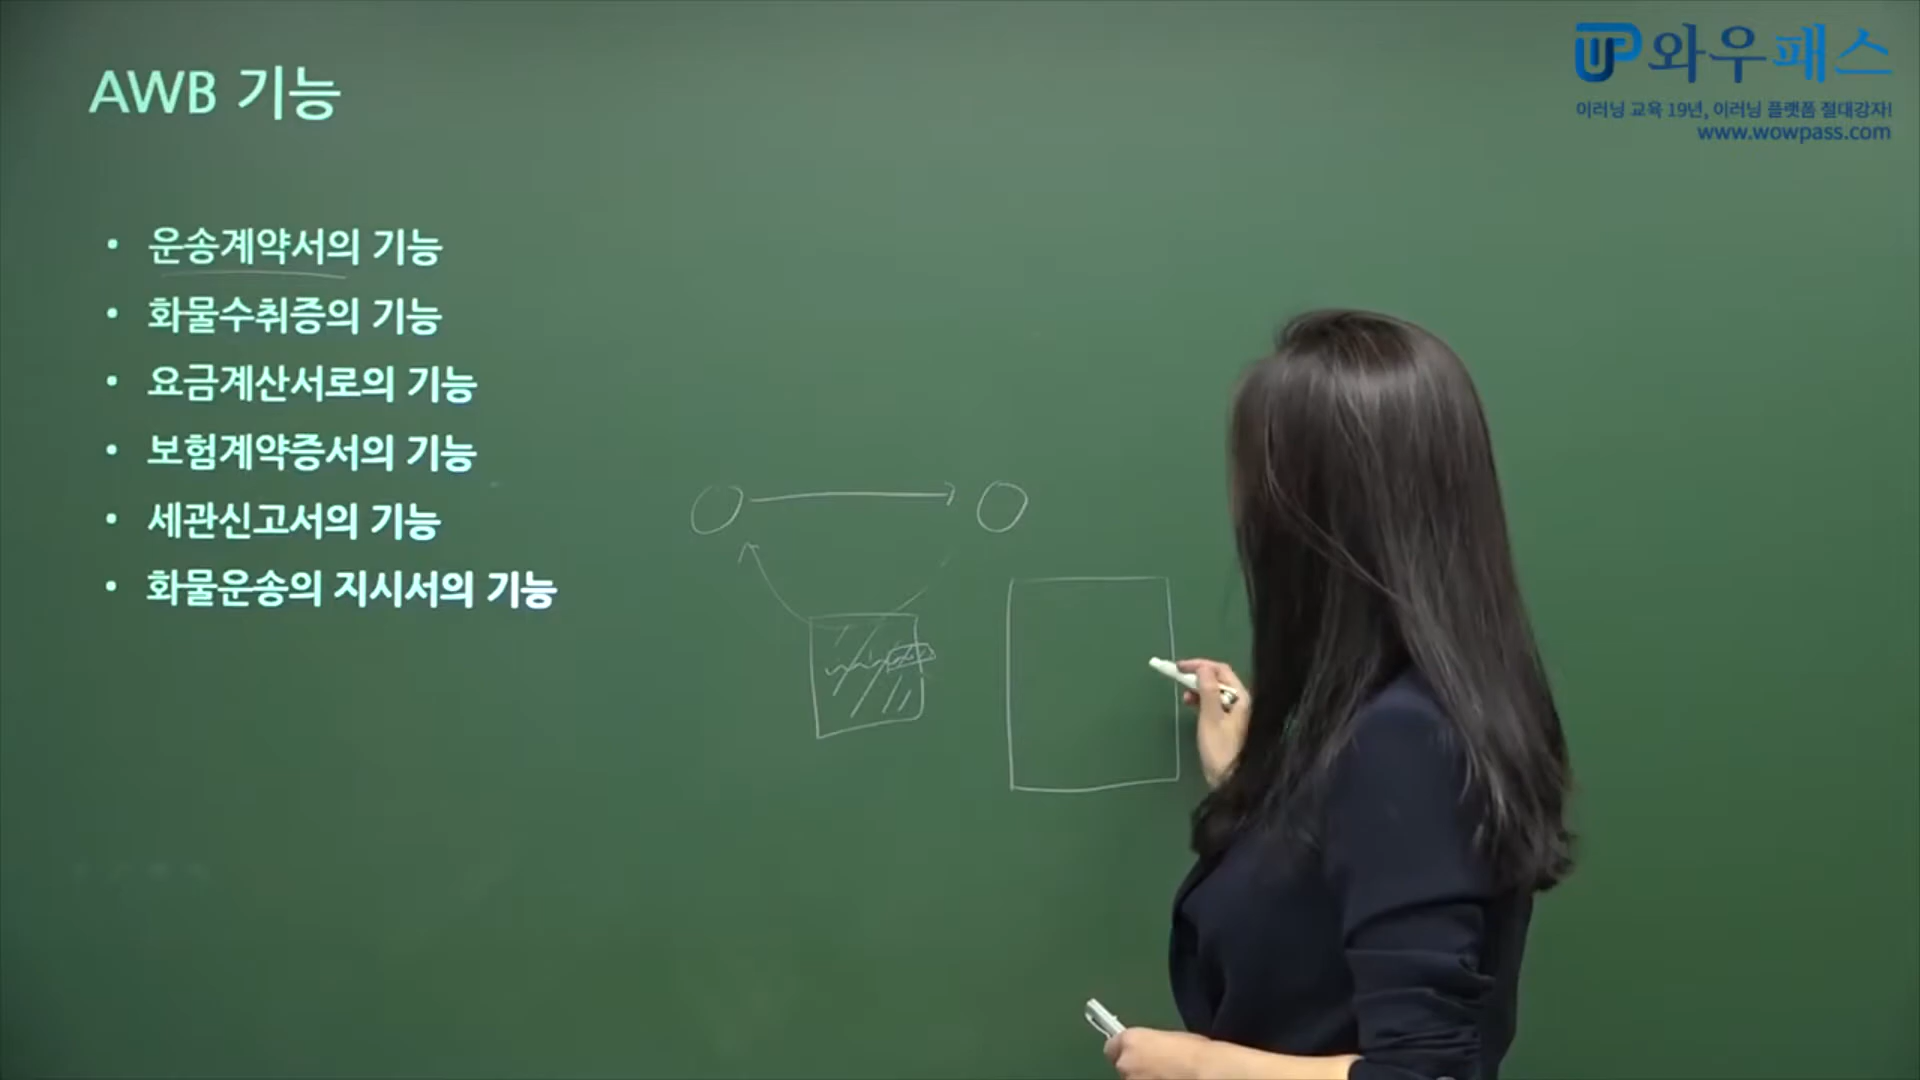 AWB 기능
와우패스
이러닝 교육 19년, 이러닝 플랫폼 절대강자!
www.wowpass.com
• 운송계약서의 기능
• 화물수취증의 기능
• 요금계산서로의 기능
• 보험계약증서의 기능
• 세관신고서의 기능
• 화물운송의 지시서의 기능